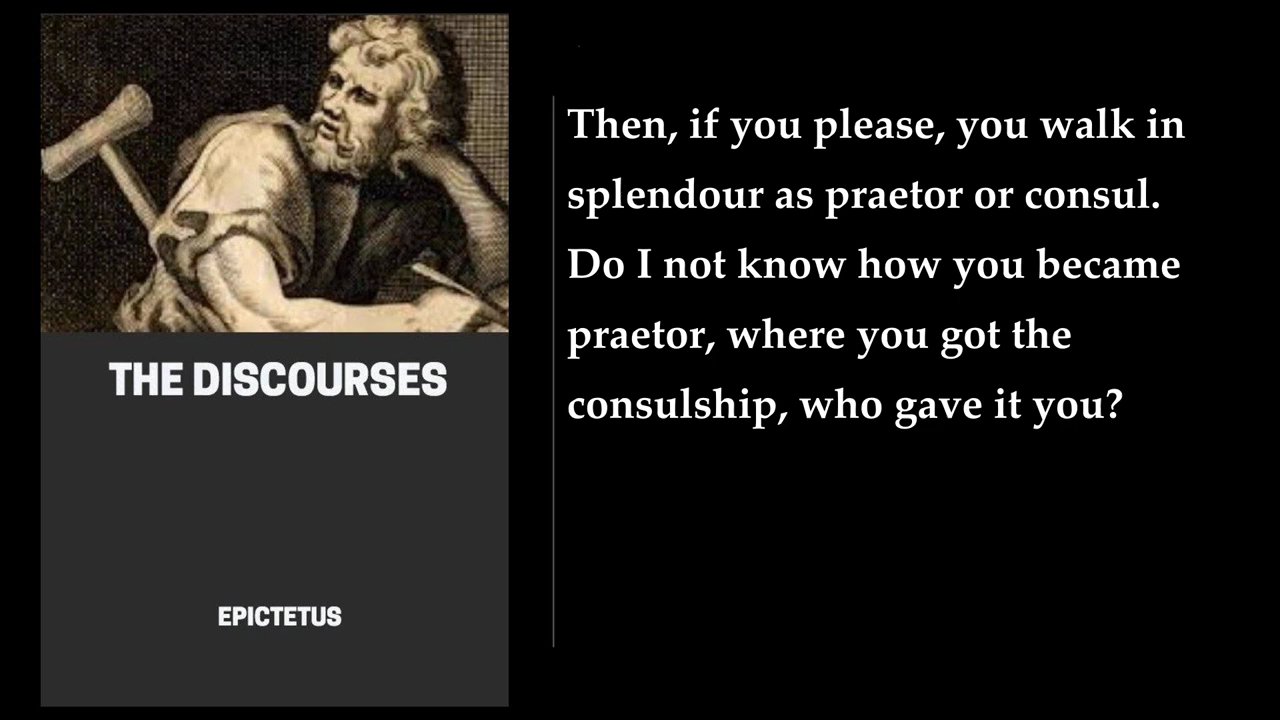 THE DISCOURSES
EPICTETUS
Then, if you please, you walk in
splendour as praetor or consul.
Do I not know how you became
praetor, where you got the
consulship, who gave it you?